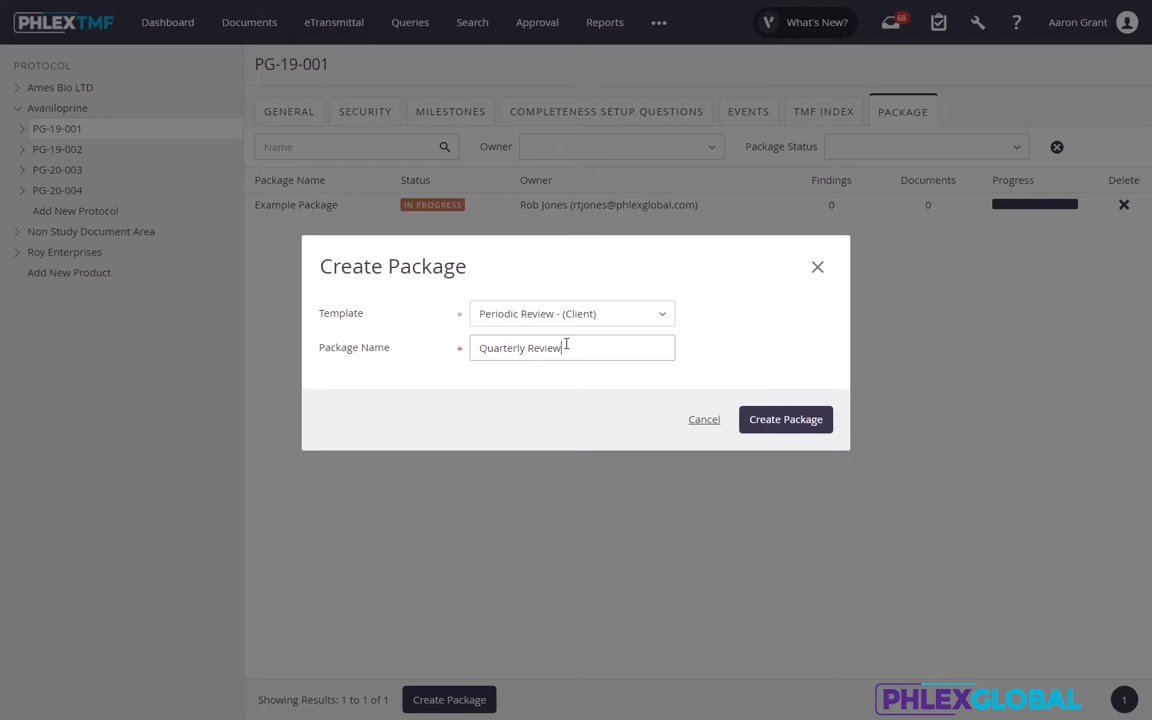 PHLEXTMF Dashboard Documents eTransmittal Queries Search Approval Reports ••• What's New? 68 ? Aaron Grant
PROTOCOL
Ames Bio LTD
Avaniloprine
PG-19-001
PG-19-002
PG-20-003
PG-20-004
Add New Protocol
Non Study Document Area
Roy Enterprises
Add New Product
PG-19-001
GENERAL SECURITY MILESTONES COMPLETENESS SETUP QUESTIONS EVENTS TMF INDEX PACKAGE
Name Owner Package Status
Package Name Status Owner Findings Documents Progress Delete
Example Package IN PROGRESS Rob Jones (rtjones@phlexglobal.com) 0 0
Create Package
Template * Periodic Review - (Client)
Package Name * Quarterly Review
Cancel Create Package
Showing Results: 1 to 1 of 1 Create Package PHLEXGLOBAL 1